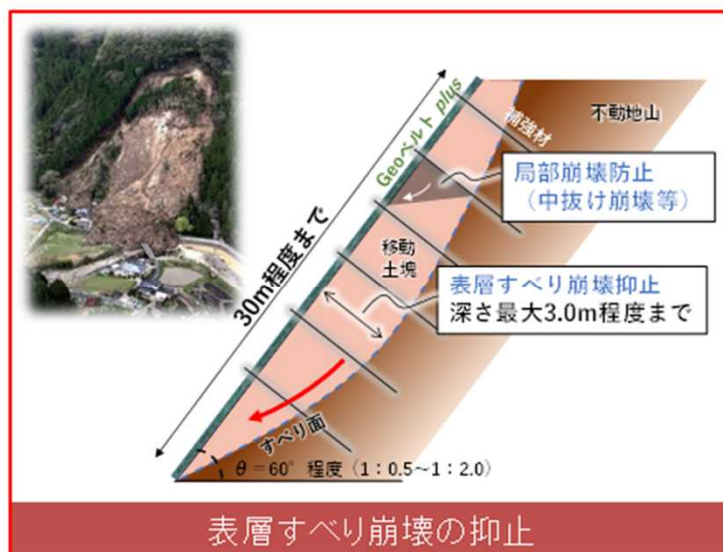 Geoベルト plus
補強材
不動地山
局部崩壊防止
（中抜け崩壊等）
30m程度まで
移動
土塊
表層すべり崩壊抑止
深さ最大3.0m程度まで
すべり面
θ=60°程度（1：0.5～1：2.0）
表層すべり崩壊の抑止